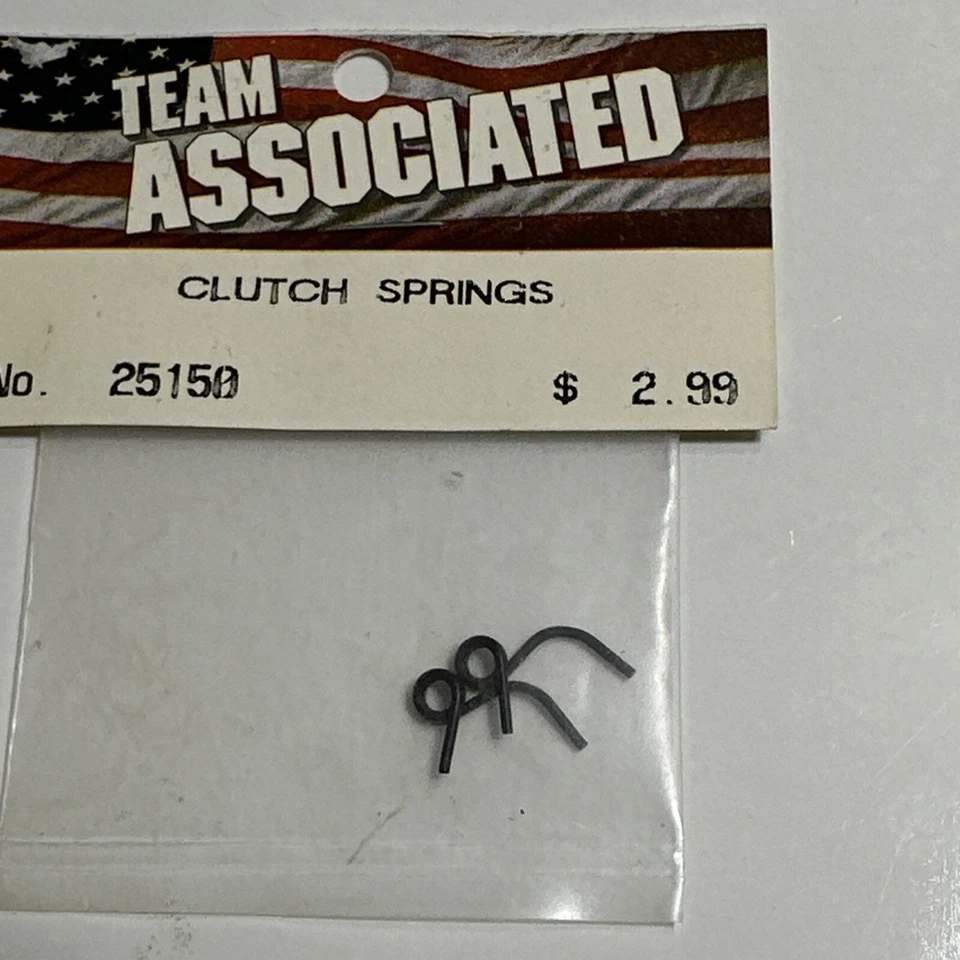 TEAM
ASSOCIATED
CLUTCH SPRINGS
No. 25150 $ 2.99